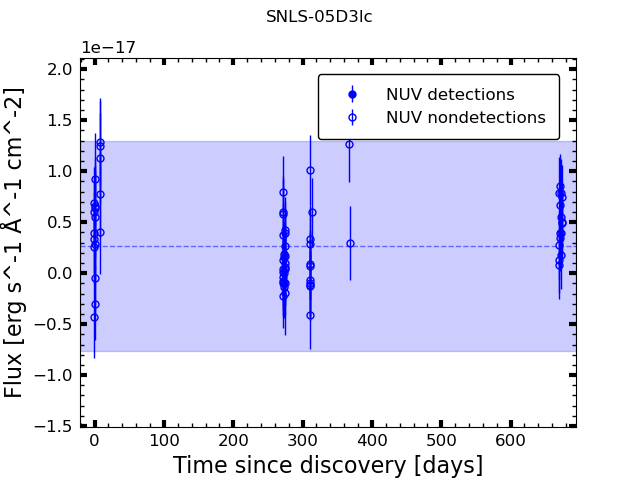 SNLS-05D3lc
1e−17
NUV detections
NUV nondetections
2.0
1.5
1.0
0.5
0.0
−0.5
−1.0
−1.5
Flux [erg s^-1 Å^-1 cm^-2]
0 100 200 300 400 500 600
Time since discovery [days]